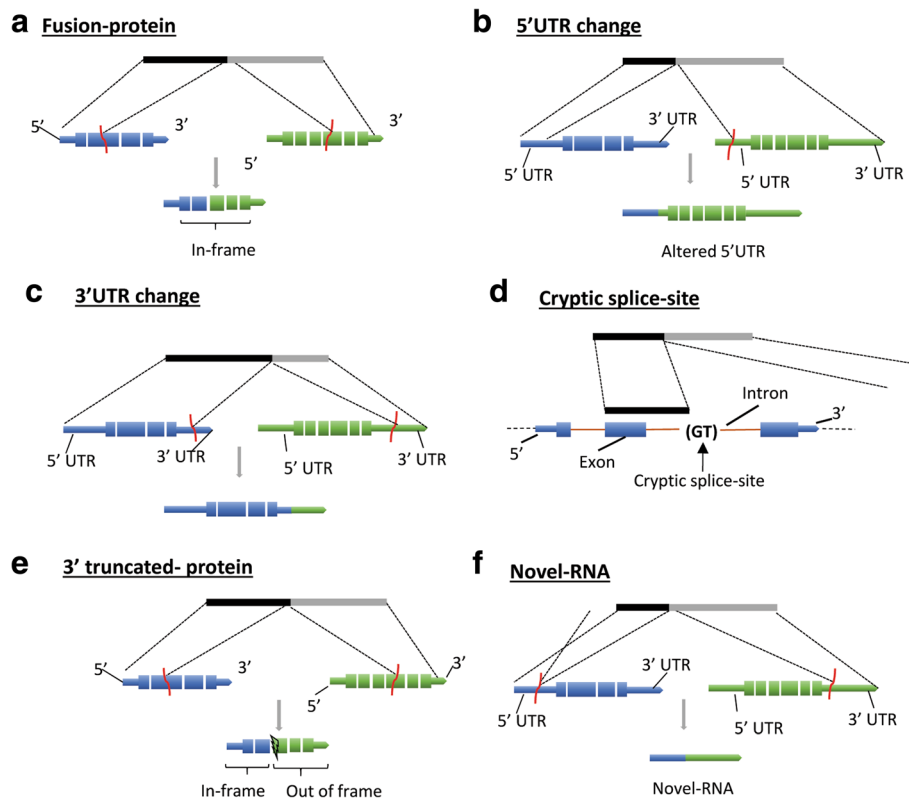 a Fusion-protein
5’ 3’ 3’
5’
In-frame
b 5’UTR change
3’ UTR
5’ UTR 5’ UTR 3’ UTR
Altered 5’UTR
c 3’UTR change
5’ UTR 3’ UTR 5’ UTR 3’ UTR
d Cryptic splice-site
Intron
3’
(GT)
5’
Exon
Cryptic splice-site
e 3’ truncated- protein
5’ 3’ 3’
5’
In-frame Out of frame
f Novel-RNA
3’ UTR
5’ UTR 5’ UTR 3’ UTR
Novel-RNA